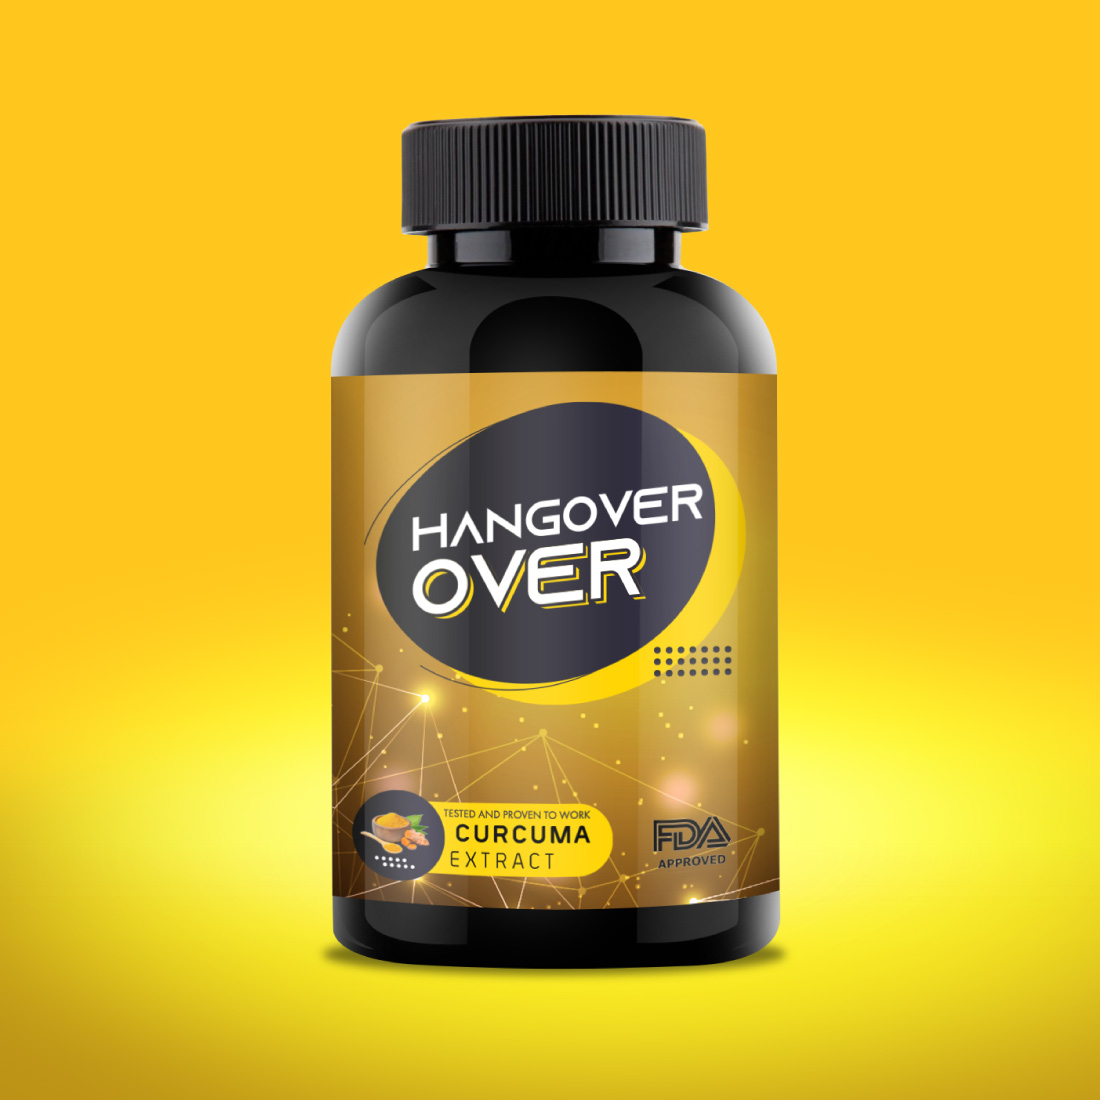 HANGOVER
OVER
TESTED AND PROVEN TO WORK
CURCUMA
EXTRACT
FDA
APPROVED